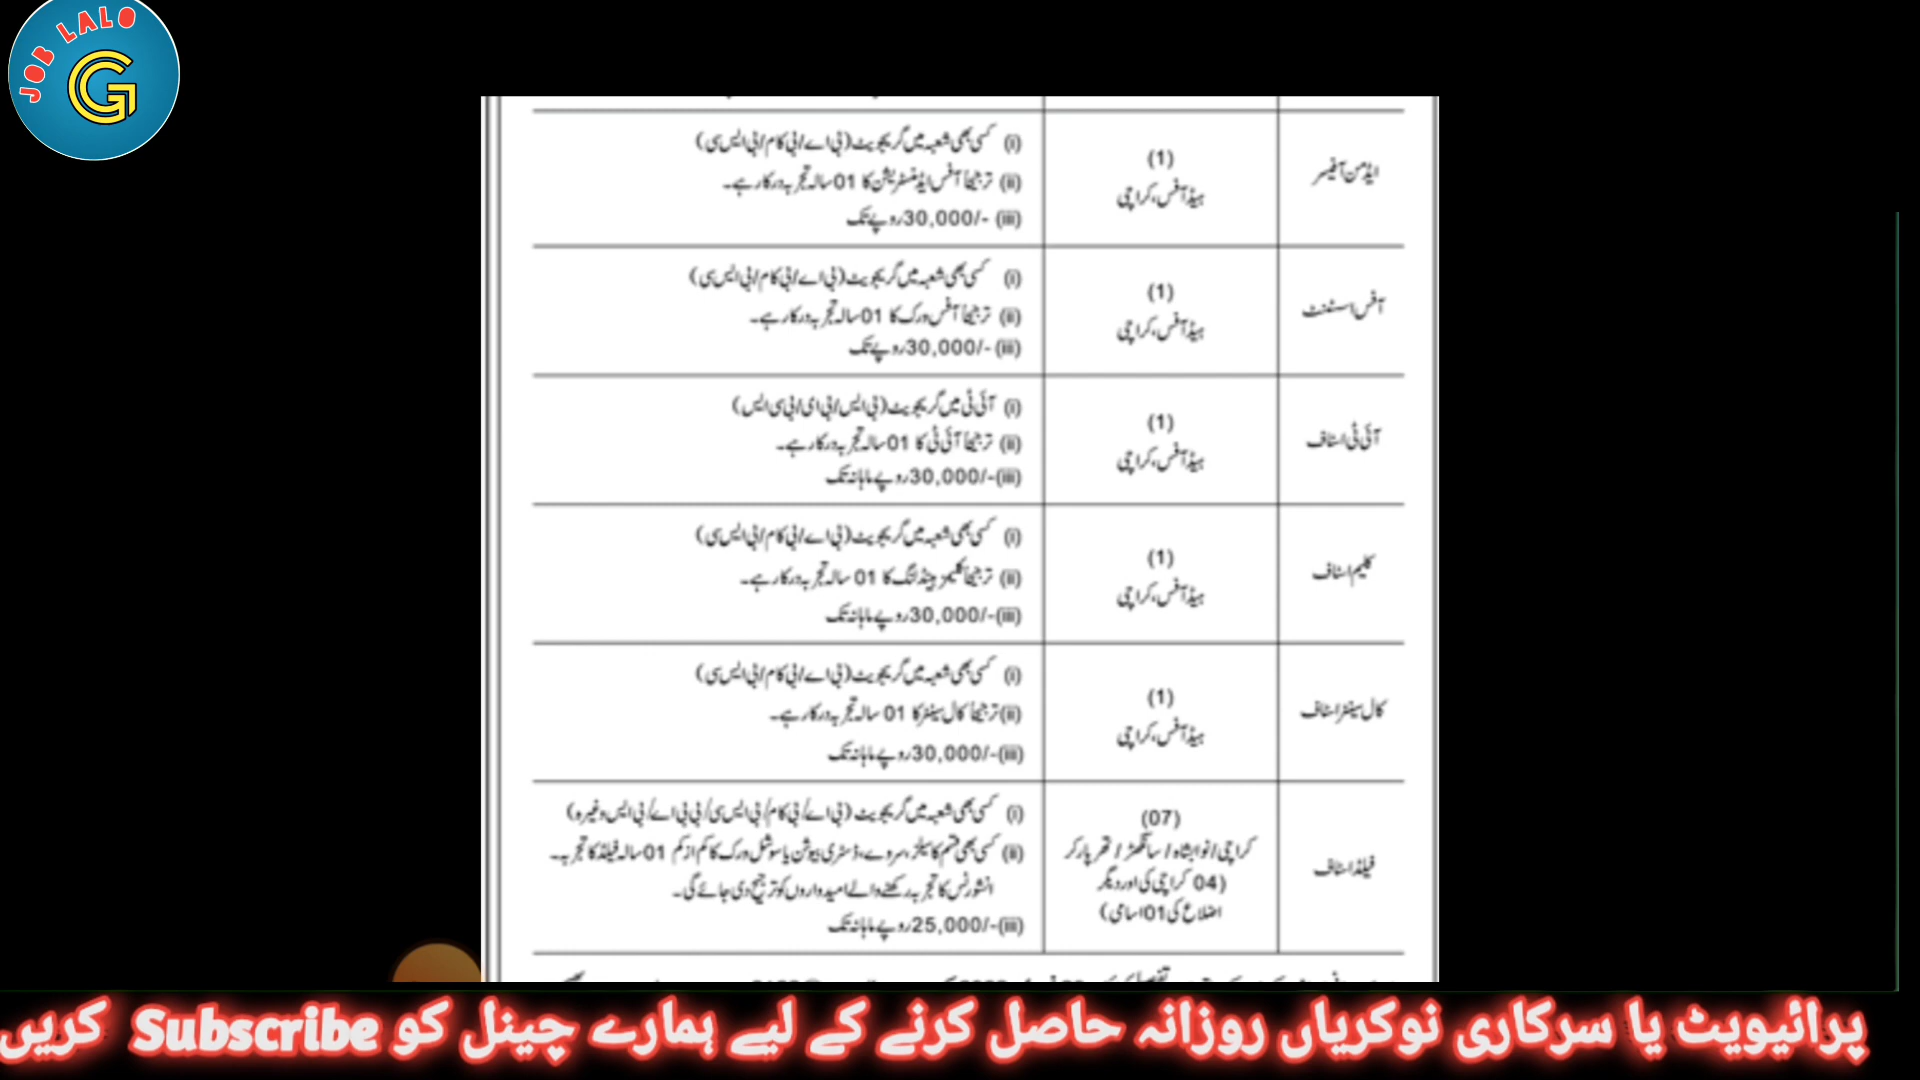 JOB LALO
G
ایڈمن آفیسر
(1)
ہیڈ آفس، کراچی
(i) کسی بھی شعبہ میں گریجویٹ (بی اے/بی کام/بی ایس سی)
(ii) ترجیحاً آفس ایڈمنسٹریشن کا 01 سالہ تجربہ درکار ہے۔
(iii) -/30,000 روپے تک
آفس اسسٹنٹ
(1)
ہیڈ آفس، کراچی
(i) کسی بھی شعبہ میں گریجویٹ (بی اے/بی کام/بی ایس سی)
(ii) ترجیحاً آفس ورک کا 01 سالہ تجربہ درکار ہے۔
(iii) -/30,000 روپے تک
آئی ٹی اسٹاف
(1)
ہیڈ آفس، کراچی
(i) آئی ٹی میں گریجویٹ (بی ایس/بی ای/بی سی ایس)
(ii) ترجیحاً آئی ٹی کا 01 سالہ تجربہ درکار ہے۔
(iii) -/30,000 روپے ماہانہ تک
کلیم اسٹاف
(1)
ہیڈ آفس، کراچی
(i) کسی بھی شعبہ میں گریجویٹ (بی اے/بی کام/بی ایس سی)
(ii) ترجیحاً کلیمز ہینڈلنگ کا 01 سالہ تجربہ درکار ہے۔
(iii) -/30,000 روپے ماہانہ تک
کال سینٹر اسٹاف
(1)
ہیڈ آفس، کراچی
(i) کسی بھی شعبہ میں گریجویٹ (بی اے/بی کام/بی ایس سی)
(ii) ترجیحاً کال سینٹر کا 01 سالہ تجربہ درکار ہے۔
(iii) -/30,000 روپے ماہانہ تک
فیلڈ اسٹاف
(07)
کراچی/نوابشاہ/سانگھڑ/تھرپارکر
(04 کراچی کی اور دیگر
اضلاع کی 01 اسامی)
(i) کسی بھی شعبہ میں گریجویٹ (بی اے/بی کام/بی ایس سی/بی بی اے/بی ایس وغیرہ)
(ii) کسی بھی قسم کا سیلز، سروے، ڈسٹری بیوشن یا سوشل ورک کا کم از کم 01 سالہ فیلڈ کا تجربہ۔
انشورنس کا تجربہ رکھنے والے امیدواروں کو ترجیح دی جائے گی۔
(iii) -/25,000 روپے ماہانہ تک
پرائیویٹ یا سرکاری نوکریاں روزانہ حاصل کرنے کے لیے ہمارے چینل کو Subscribe کریں